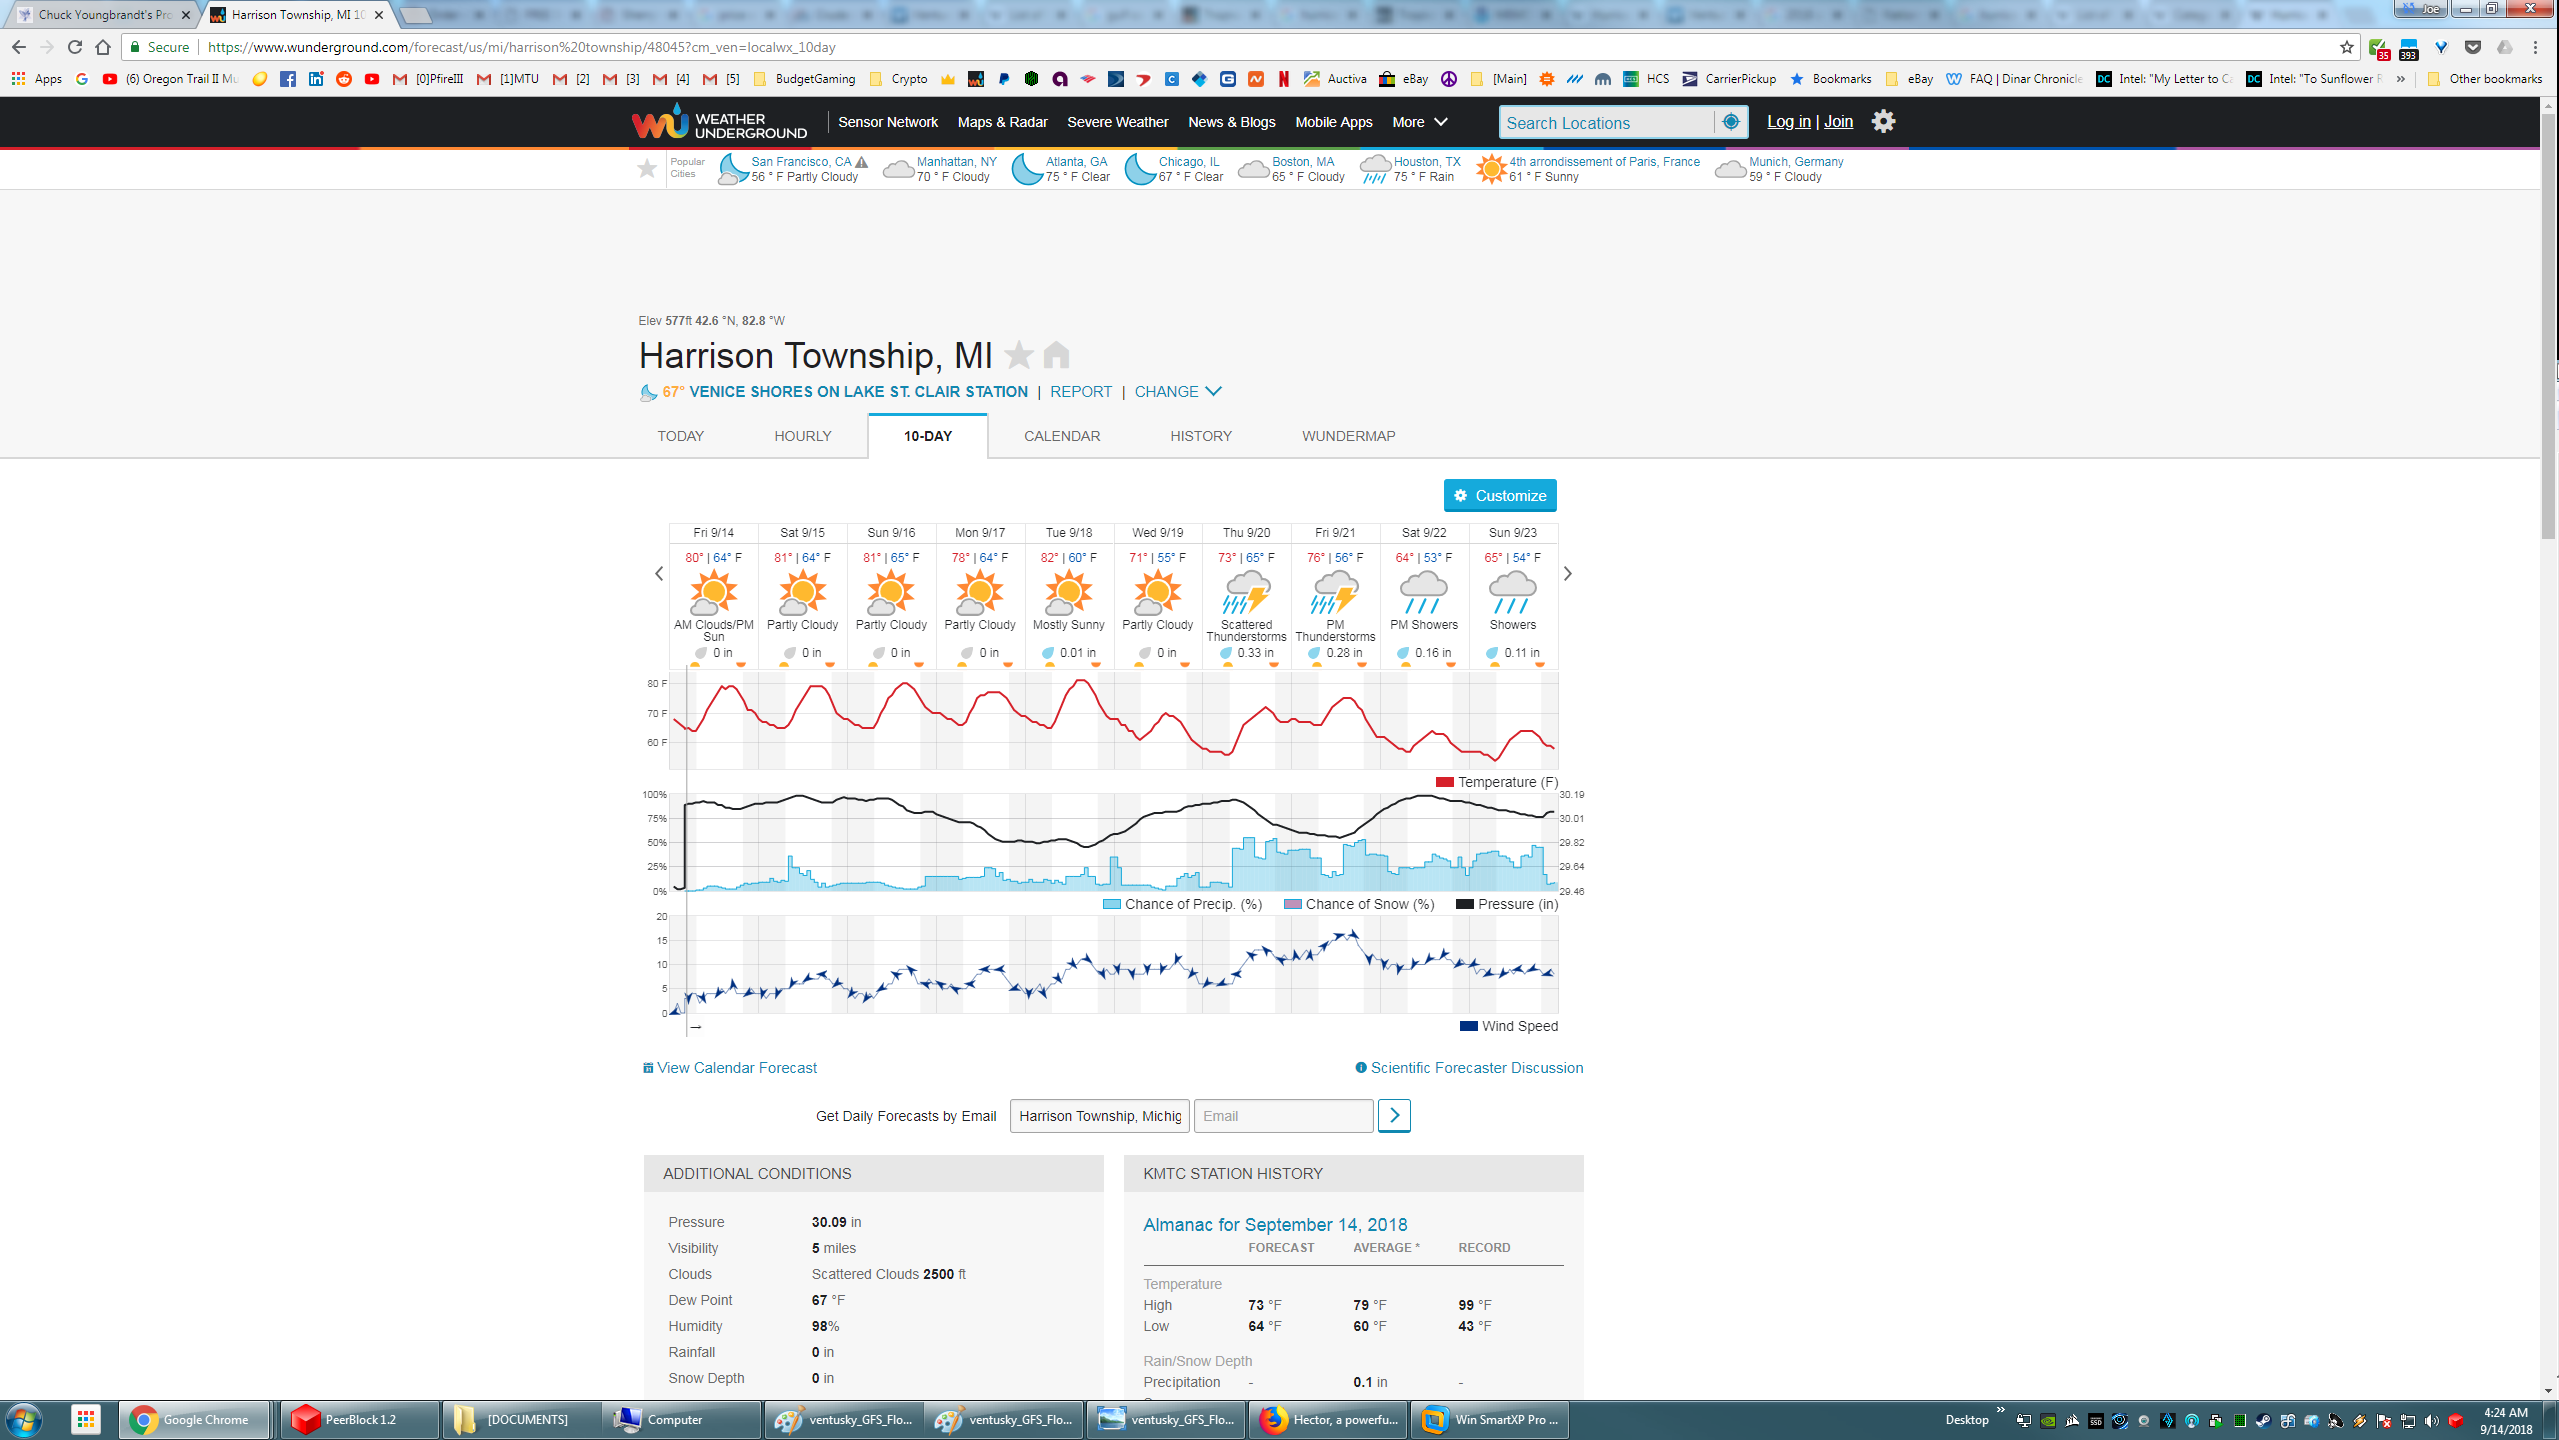 Chuck Youngbrandt's Pro
Harrison Township, MI 10
Joe
Secure | https://www.wunderground.com/forecast/us/mi/harrison%20township/48045?cm_ven=localwx_10day
35
393
Apps
(6) Oregon Trail II Mu
[0]PfireIII
[1]MTU
[2]
[3]
[4]
[5]
BudgetGaming
Crypto
Auctiva
eBay
[Main]
HCS
CarrierPickup
Bookmarks
eBay
FAQ | Dinar Chronicle
Intel: "My Letter to Ca
Intel: "To Sunflower R
»
Other bookmarks
WEATHER UNDERGROUND
Sensor Network
Maps & Radar
Severe Weather
News & Blogs
Mobile Apps
More
Search Locations
Log in | Join
Popular Cities
San Francisco, CA
56 ° F Partly Cloudy
Manhattan, NY
70 ° F Cloudy
Atlanta, GA
75 ° F Clear
Chicago, IL
67 ° F Clear
Boston, MA
65 ° F Cloudy
Houston, TX
75 ° F Rain
4th arrondissement of Paris, France
61 ° F Sunny
Munich, Germany
59 ° F Cloudy
Elev 577ft 42.6 °N, 82.8 °W
Harrison Township, MI
67° VENICE SHORES ON LAKE ST. CLAIR STATION | REPORT | CHANGE
TODAY
HOURLY
10-DAY
CALENDAR
HISTORY
WUNDERMAP
Customize
Fri 9/14
80° | 64° F
AM Clouds/PM Sun
0 in
Sat 9/15
81° | 64° F
Partly Cloudy
0 in
Sun 9/16
81° | 65° F
Partly Cloudy
0 in
Mon 9/17
78° | 64° F
Partly Cloudy
0 in
Tue 9/18
82° | 60° F
Mostly Sunny
0.01 in
Wed 9/19
71° | 55° F
Partly Cloudy
0 in
Thu 9/20
73° | 65° F
Scattered Thunderstorms
0.33 in
Fri 9/21
76° | 56° F
PM Thunderstorms
0.28 in
Sat 9/22
64° | 53° F
PM Showers
0.16 in
Sun 9/23
65° | 54° F
Showers
0.11 in
80 F
70 F
60 F
Temperature (F)
100%
75%
50%
25%
0%
30.19
30.01
29.82
29.64
29.46
Chance of Precip. (%)
Chance of Snow (%)
Pressure (in)
20
15
10
5
0
Wind Speed
View Calendar Forecast
Scientific Forecaster Discussion
Get Daily Forecasts by Email
Harrison Township, Michig
Email
ADDITIONAL CONDITIONS
Pressure 30.09 in
Visibility 5 miles
Clouds Scattered Clouds 2500 ft
Dew Point 67 °F
Humidity 98%
Rainfall 0 in
Snow Depth 0 in
KMTC STATION HISTORY
Almanac for September 14, 2018
FORECAST AVERAGE * RECORD
Temperature
High 73 °F 79 °F 99 °F
Low 64 °F 60 °F 43 °F
Rain/Snow Depth
Precipitation - 0.1 in -
Google Chrome
PeerBlock 1.2
[DOCUMENTS]
Computer
ventusky_GFS_Flo...
ventusky_GFS_Flo...
ventusky_GFS_Flo...
Hector, a powerfu...
Win SmartXP Pro ...
Desktop
»
4:24 AM
9/14/2018